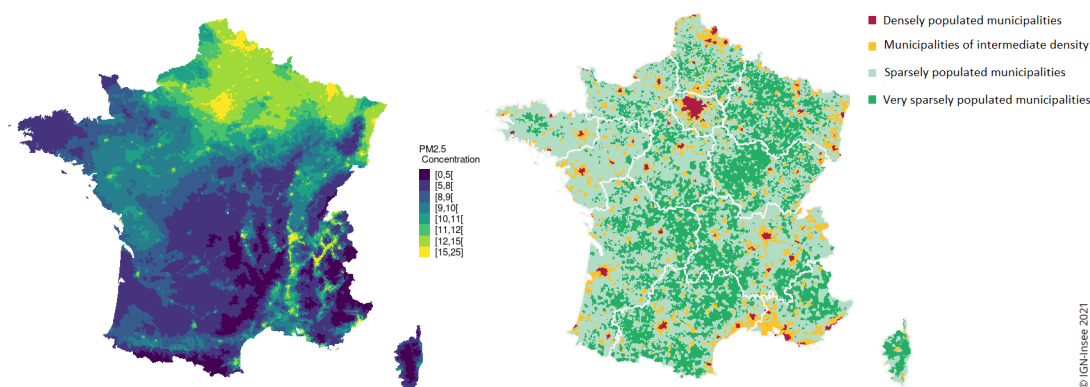 PM2.5
Concentration
[0,5[
[5,8[
[8,9[
[9,10[
[10,11[
[11,12[
[12,15[
[15,25]
Densely populated municipalities
Municipalities of intermediate density
Sparsely populated municipalities
Very sparsely populated municipalities
© IGN-Insee 2021